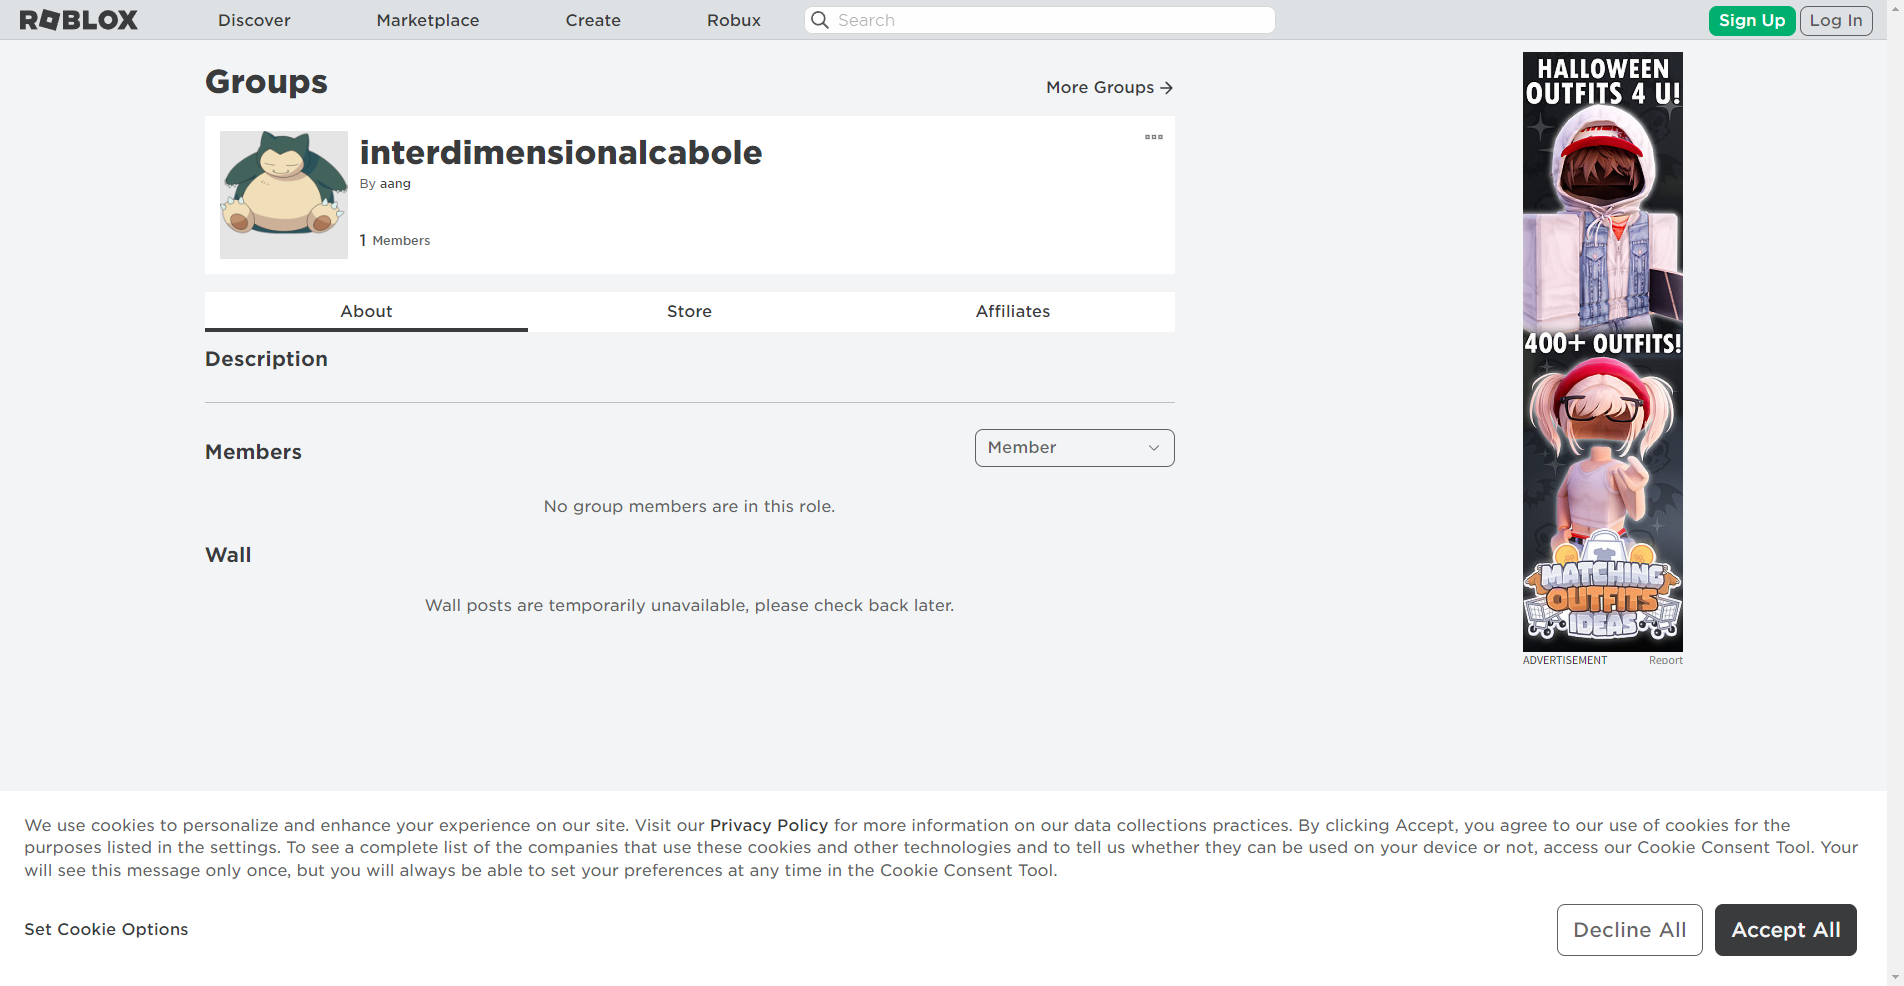 ROBLOX Discover Marketplace Create Robux Search Sign Up Log In
Groups
More Groups
interdimensionalcabole
By aang
1 Members
About Store Affiliates
Description
Members
Member
No group members are in this role.
Wall
Wall posts are temporarily unavailable, please check back later.
HALLOWEEN
OUTFITS 4 U!
400+ OUTFITS!
MATCHING
OUTFITS
IDEAS
ADVERTISEMENT Report
We use cookies to personalize and enhance your experience on our site. Visit our Privacy Policy for more information on our data collections practices. By clicking Accept, you agree to our use of cookies for the
purposes listed in the settings. To see a complete list of the companies that use these cookies and other technologies and to tell us whether they can be used on your device or not, access our Cookie Consent Tool. Your
will see this message only once, but you will always be able to set your preferences at any time in the Cookie Consent Tool.
Set Cookie Options
Decline All
Accept All